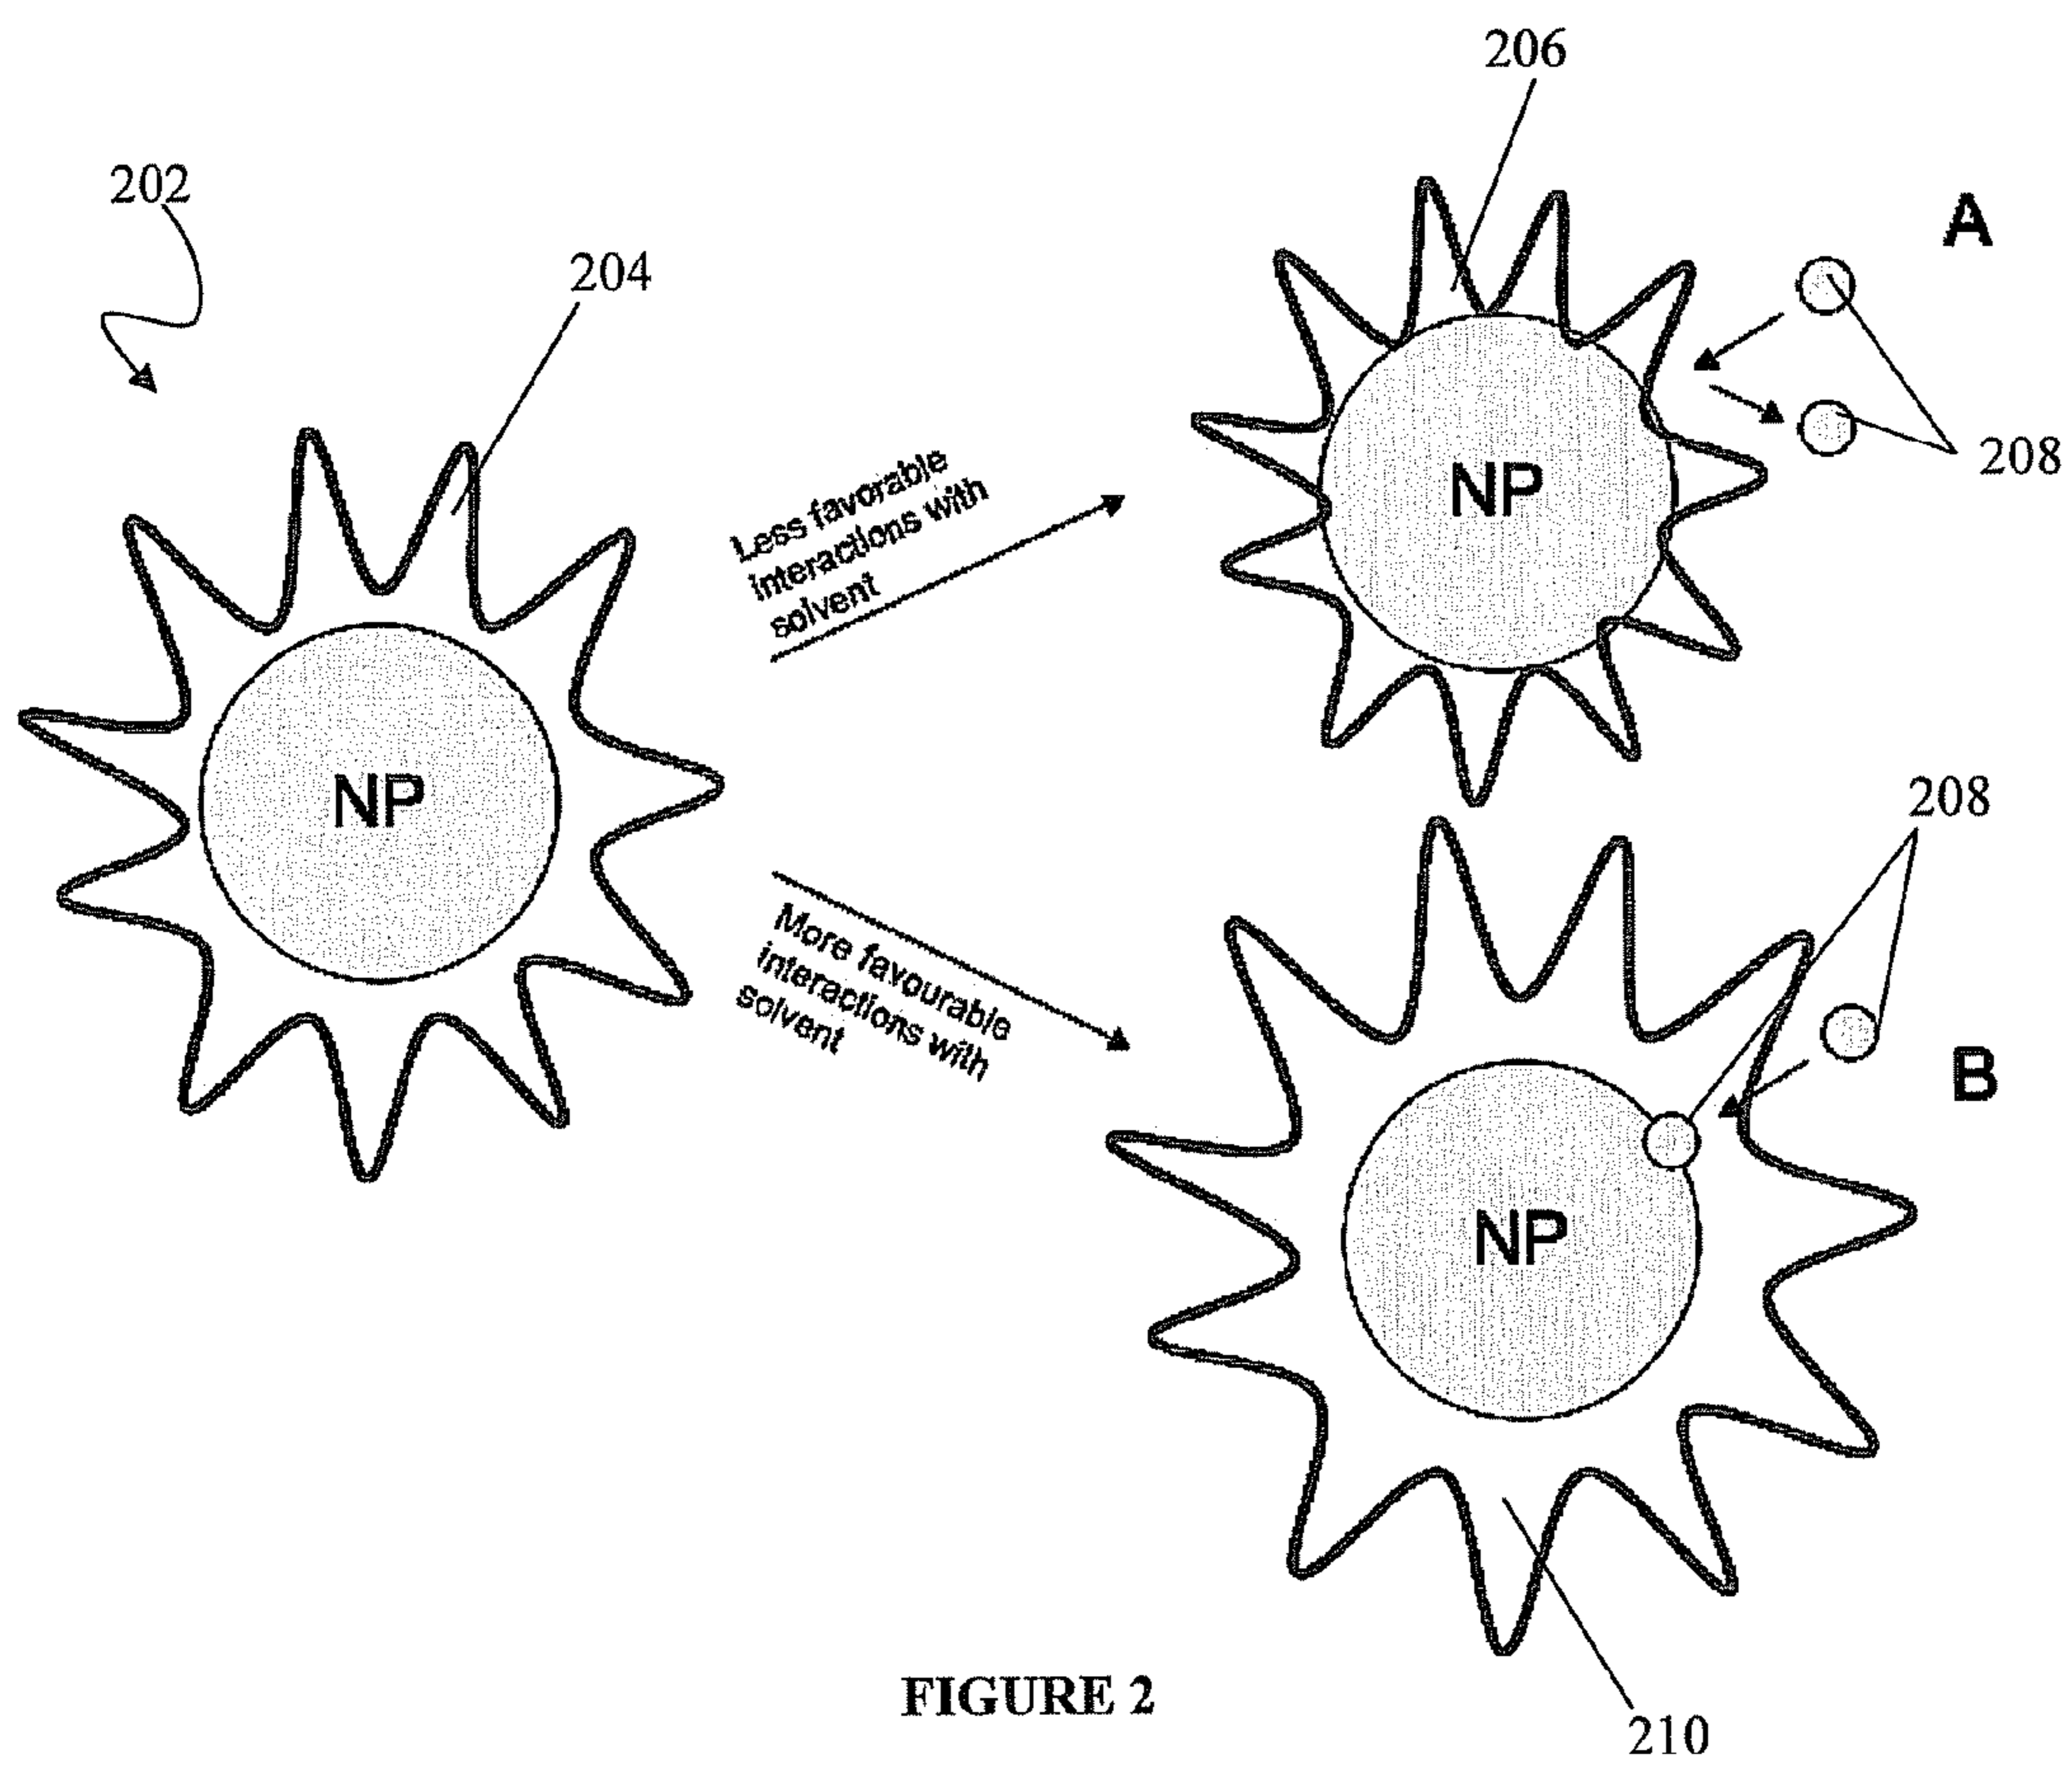 206
202
204
A
208
Less favorable
interactions with
solvent
NP
NP
208
More favourable
interactions with
solvent
B
NP
FIGURE 2
210